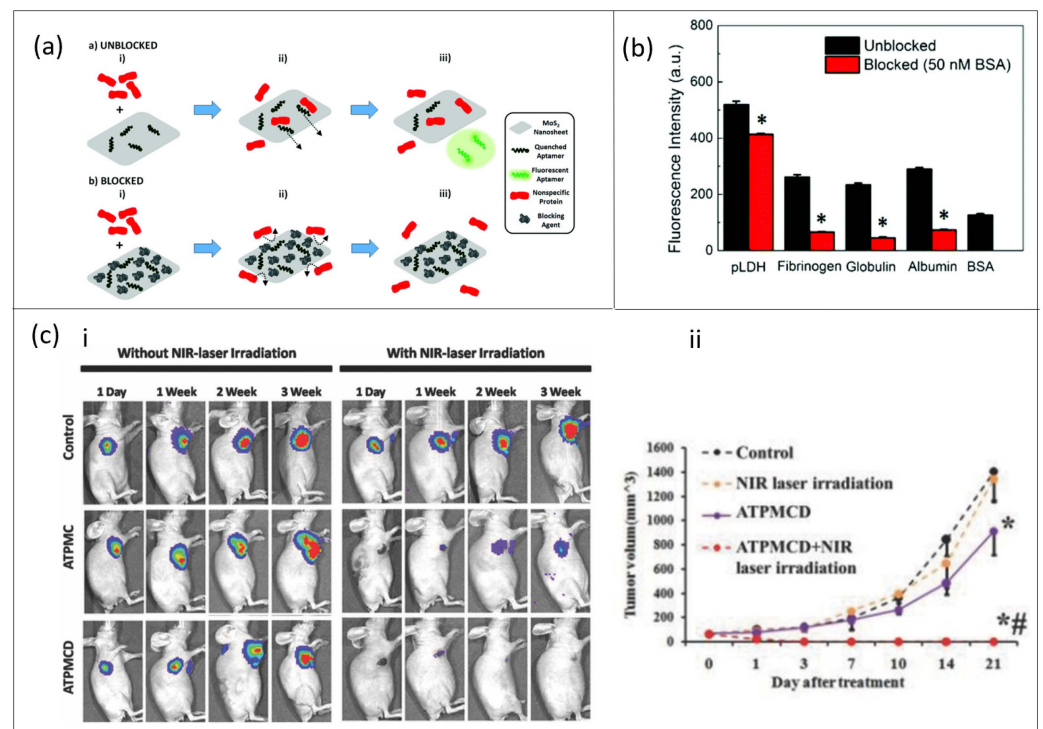 (a)
a) UNBLOCKED
i)
ii)
iii)
+
b) BLOCKED
i)
ii)
iii)
+
MoS₂
Nanosheet
Quenched
Aptamer
Fluorescent
Aptamer
Nonspecific
Protein
Blocking
Agent
(b)
Fluorescence Intensity (a.u.)
800
600
400
200
0
Unblocked
Blocked (50 nM BSA)
* * * *
pLDH Fibrinogen Globulin Albumin BSA
(c) i
Without NIR-laser Irradiation With NIR-laser Irradiation
1 Day 1 Week 2 Week 3 Week 1 Day 1 Week 2 Week 3 Week
Control
ATPMC
ATPMCD
ii
Tumor volum(mm^3)
1600
1400
1200
1000
800
600
400
200
0
Control
NIR laser irradiation
ATPMCD
ATPMCD+NIR
laser irradiation
*
*#
0 1 3 7 10 14 21
Day after treatment